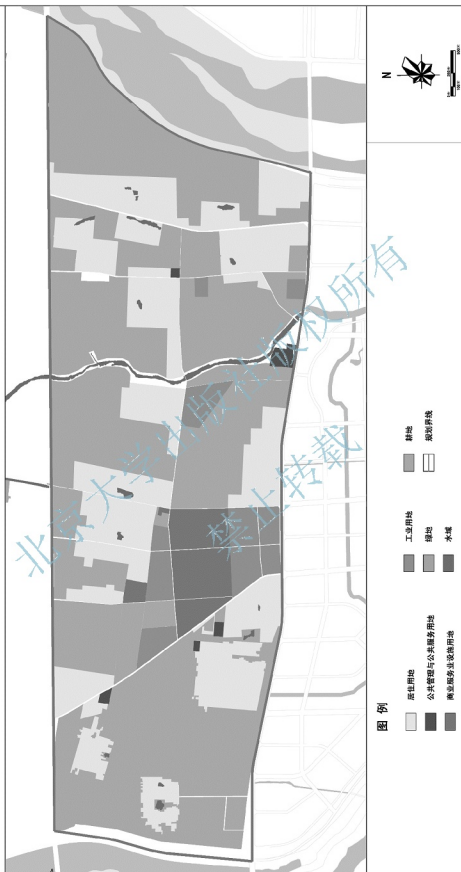 北京大学出版社版权所有
禁止转载
N
图 例
居住用地
公共管理与公共服务用地
商业服务业设施用地
工业用地
绿地
水域
耕地
规划界线